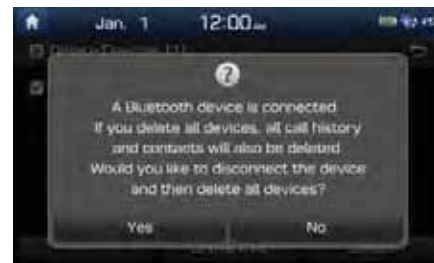 Jan. 1 12:00
A Bluetooth device is connected
If you delete all devices, all call history
and contacts will also be deleted
Would you like to disconnect the device
and then delete all devices?
Yes No